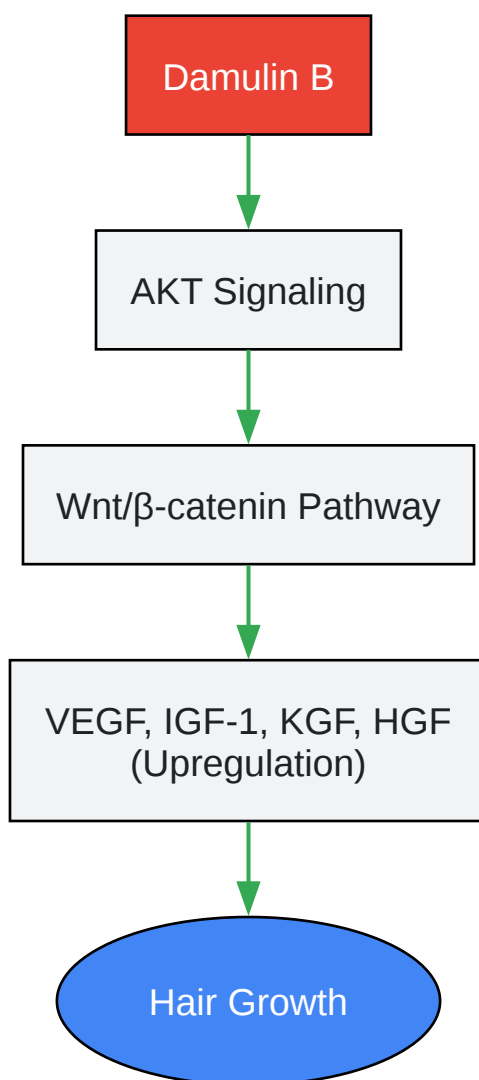 Damulin B
AKT Signaling
Wnt/β-catenin Pathway
VEGF, IGF-1, KGF, HGF
(Upregulation)
Hair Growth